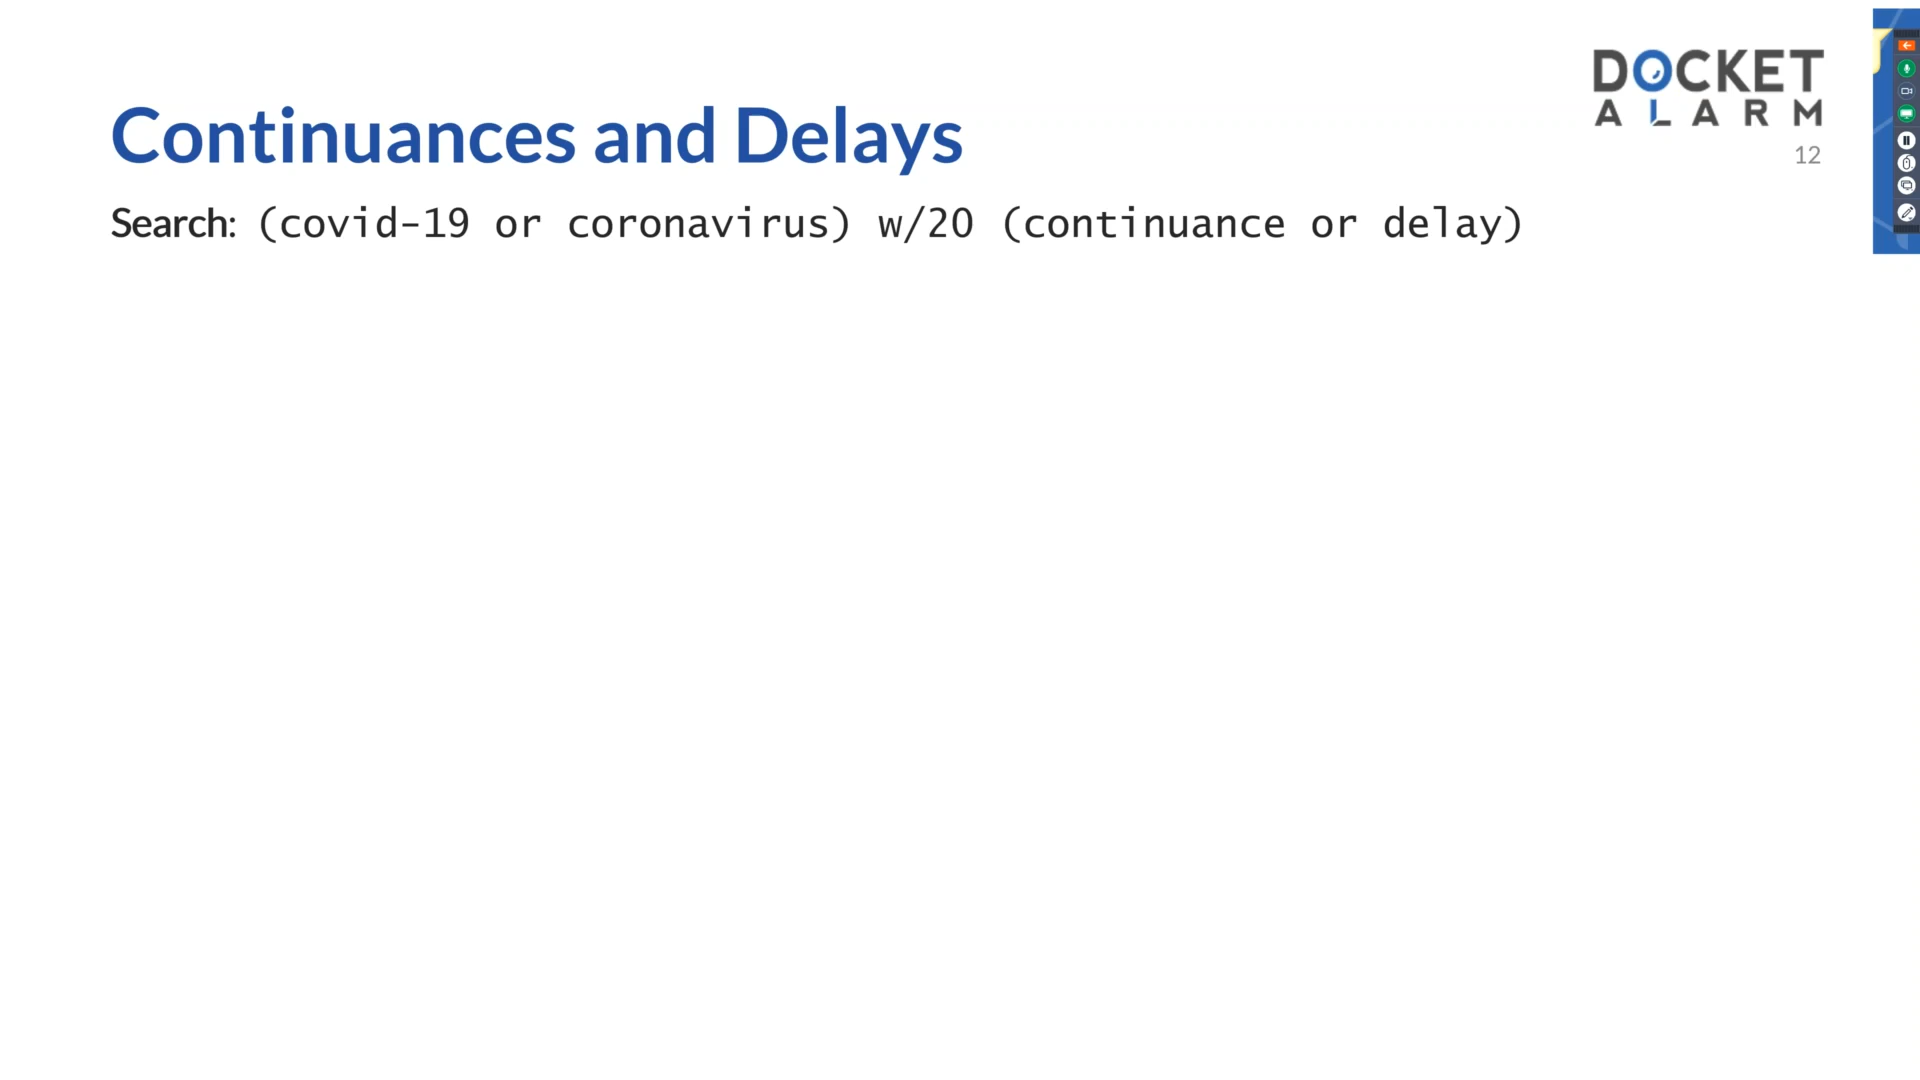 DOCKET
ALARM
12
Continuances and Delays
Search: (covid-19 or coronavirus) w/20 (continuance or delay)